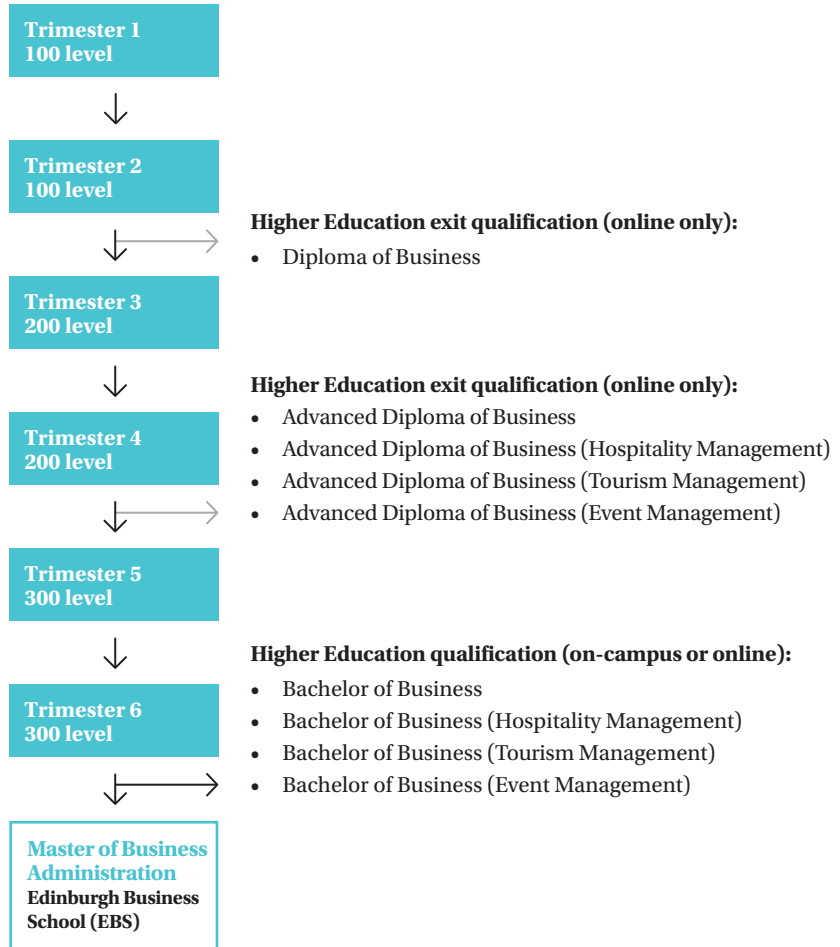 Trimester 1
100 level
Trimester 2
100 level
Higher Education exit qualification (online only):
• Diploma of Business
Trimester 3
200 level
Higher Education exit qualification (online only):
• Advanced Diploma of Business
• Advanced Diploma of Business (Hospitality Management)
• Advanced Diploma of Business (Tourism Management)
• Advanced Diploma of Business (Event Management)
Trimester 4
200 level
Trimester 5
300 level
Higher Education qualification (on-campus or online):
• Bachelor of Business
• Bachelor of Business (Hospitality Management)
• Bachelor of Business (Tourism Management)
• Bachelor of Business (Event Management)
Trimester 6
300 level
Master of Business
Administration
Edinburgh Business
School (EBS)